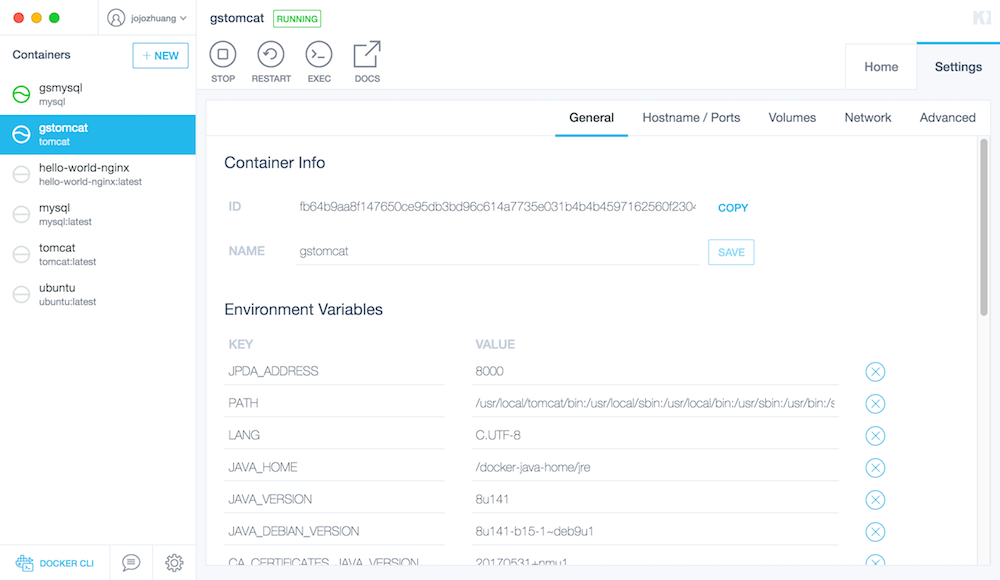 jojozhuang
Containers
+ NEW
gsmysql
mysql
gstomcat
tomcat
hello-world-nginx
hello-world-nginx:latest
mysql
mysql:latest
tomcat
tomcat:latest
ubuntu
ubuntu:latest
DOCKER CLI
gstomcat RUNNING
STOP RESTART EXEC DOCS
Home Settings
General Hostname / Ports Volumes Network Advanced
Container Info
ID fb64b9aa8f147650ce95db3bd96c614a7735e031b4b4b4597162560f2304 COPY
NAME gstomcat SAVE
Environment Variables
KEY VALUE
JPDA_ADDRESS 8000
PATH /usr/local/tomcat/bin:/usr/local/sbin:/usr/local/bin:/usr/sbin:/usr/bin:/s
LANG C.UTF-8
JAVA_HOME /docker-java-home/jre
JAVA_VERSION 8u141
JAVA_DEBIAN_VERSION 8u141-b15-1~deb9u1
CA_CERTIFICATES_JAVA_VERSION 20170531+nmu1